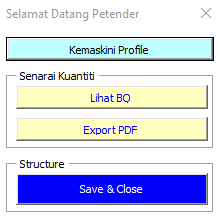 Selamat Datang Petender
Kemaskini Profile
Senarai Kuantiti
Lihat BQ
Export PDF
Structure
Save & Close